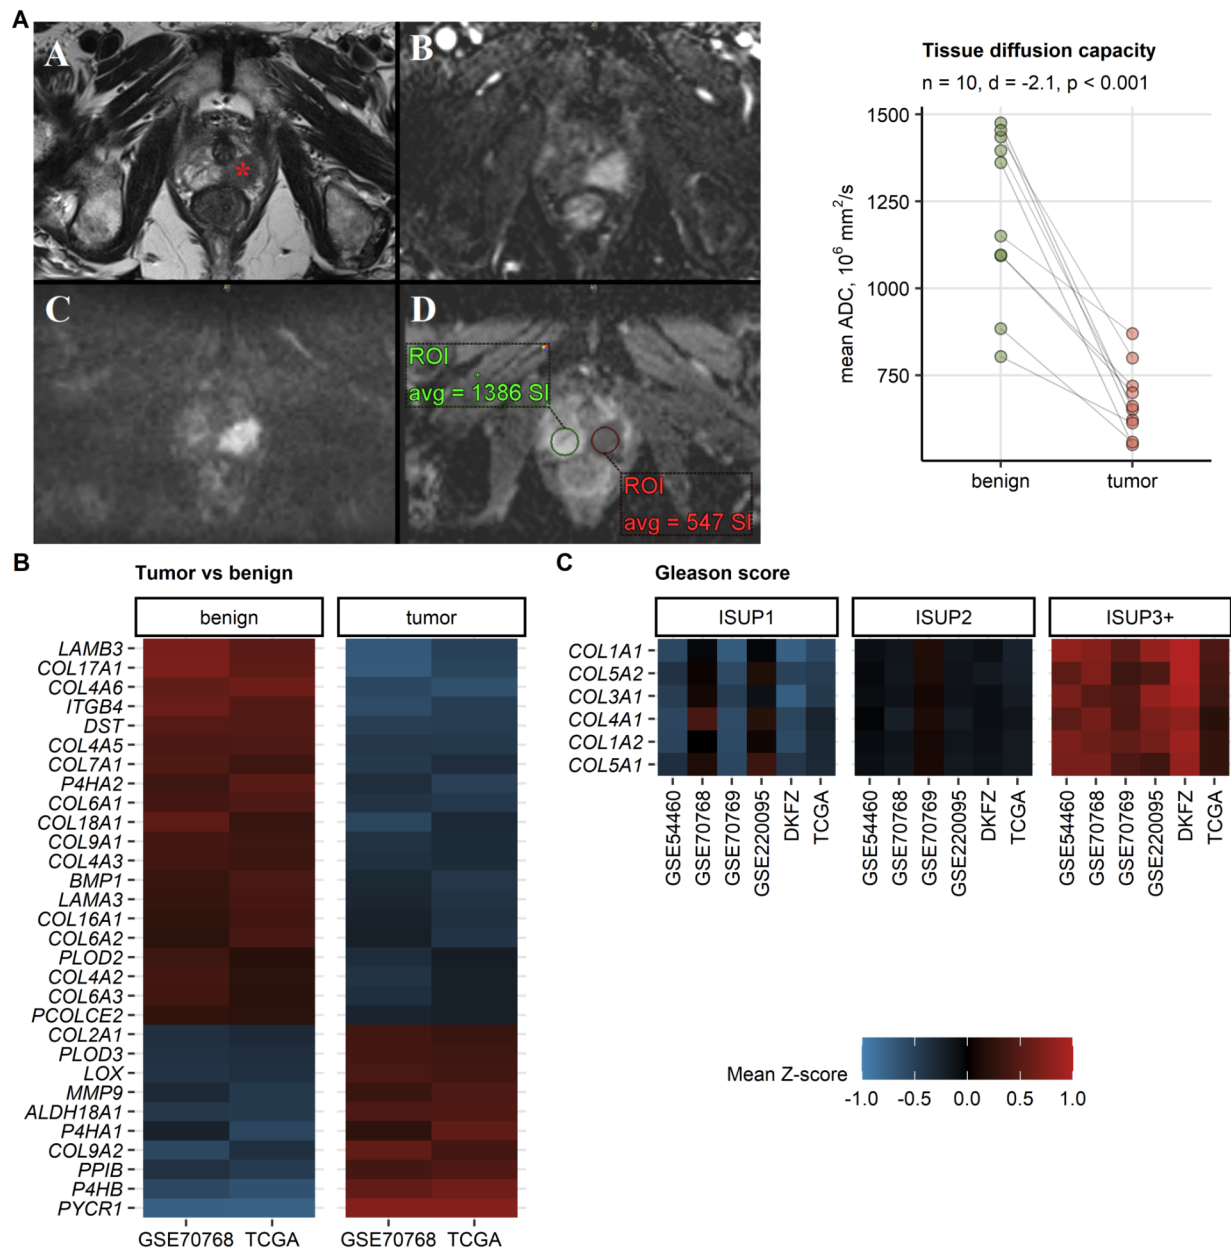 A
A
B
C
D
*
ROI
avg = 1386 SI
ROI
avg = 547 SI
Tissue diffusion capacity
n = 10, d = -2.1, p < 0.001
mean ADC, 10⁶ mm²/s
1500
1250
1000
750
benign
tumor
B
Tumor vs benign
benign
tumor
LAMB3
COL17A1
COL4A6
ITGB4
DST
COL4A5
COL7A1
P4HA2
COL6A1
COL18A1
COL9A1
COL4A3
BMP1
LAMA3
COL16A1
COL6A2
PLOD2
COL4A2
COL6A3
PCOLCE2
COL2A1
PLOD3
LOX
MMP9
ALDH18A1
P4HA1
COL9A2
PPIB
P4HB
PYCR1
GSE70768
TCGA
GSE70768
TCGA
C
Gleason score
ISUP1
ISUP2
ISUP3+
COL1A1
COL5A2
COL3A1
COL4A1
COL1A2
COL5A1
GSE54460
GSE70768
GSE70769
GSE220095
DKFZ
TCGA
GSE54460
GSE70768
GSE70769
GSE220095
DKFZ
TCGA
GSE54460
GSE70768
GSE70769
GSE220095
DKFZ
TCGA
Mean Z-score
-1.0
-0.5
0.0
0.5
1.0